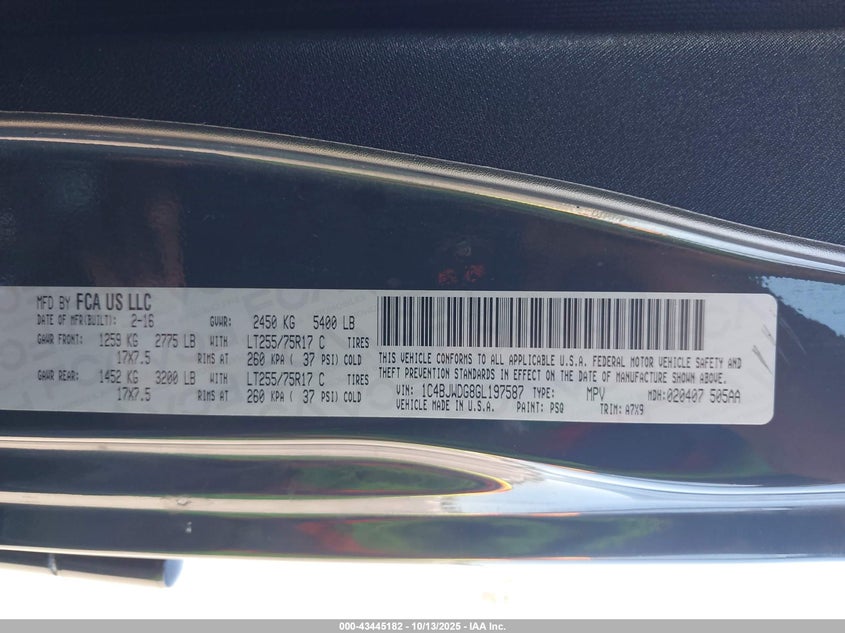 MFD BY FCA US LLC
DATE OF MFR(BUILT): 2-16 GVWR: 2450 KG 5400 LB
GAWR FRONT: 1259 KG 2775 LB WITH LT255/75R17 C TIRES
17X7.5 RIMS AT 260 KPA ( 37 PSI) COLD
GAWR REAR: 1452 KG 3200 LB WITH LT255/75R17 C TIRES
17X7.5 RIMS AT 260 KPA ( 37 PSI) COLD
THIS VEHICLE CONFORMS TO ALL APPLICABLE U.S.A. FEDERAL MOTOR VEHICLE SAFETY AND
THEFT PREVENTION STANDARDS IN EFFECT ON THE DATE OF MANUFACTURE SHOWN ABOVE.
VIN: 1C4BJWDG8GL197587 TYPE: MPV MDH: 020407 505AA
VEHICLE MADE IN U.S.A. PAINT: PSQ TRIM: A7X9
000-43445182 - 10/13/2025 - IAA Inc.